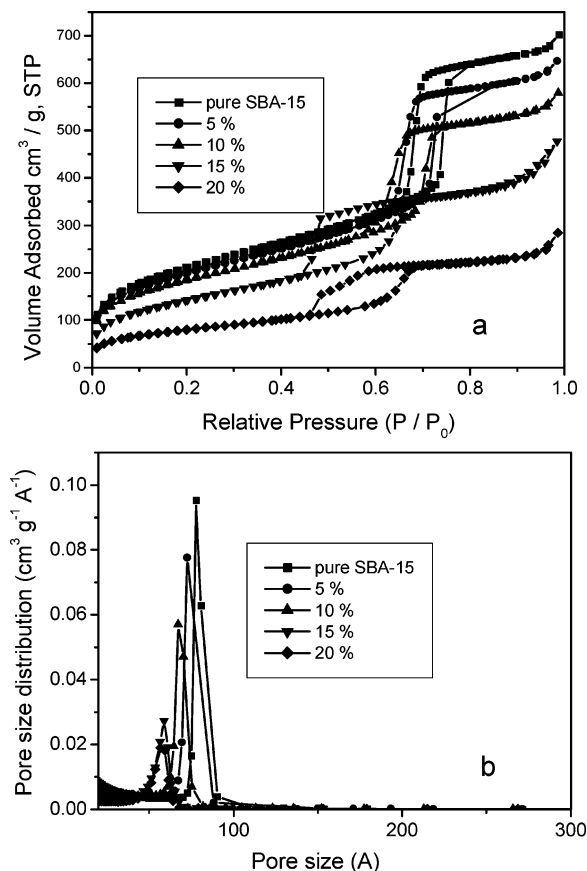 700
600
500
400
300
200
100
0
Volume Adsorbed cm³ / g, STP
pure SBA-15
5 %
10 %
15 %
20 %
a
0.0 0.2 0.4 0.6 0.8 1.0
Relative Pressure (P / P₀)
0.10
0.08
0.06
0.04
0.02
0.00
Pore size distribution (cm³ g⁻¹ A⁻¹)
pure SBA-15
5 %
10 %
15 %
20 %
b
100 200 300
Pore size (A)